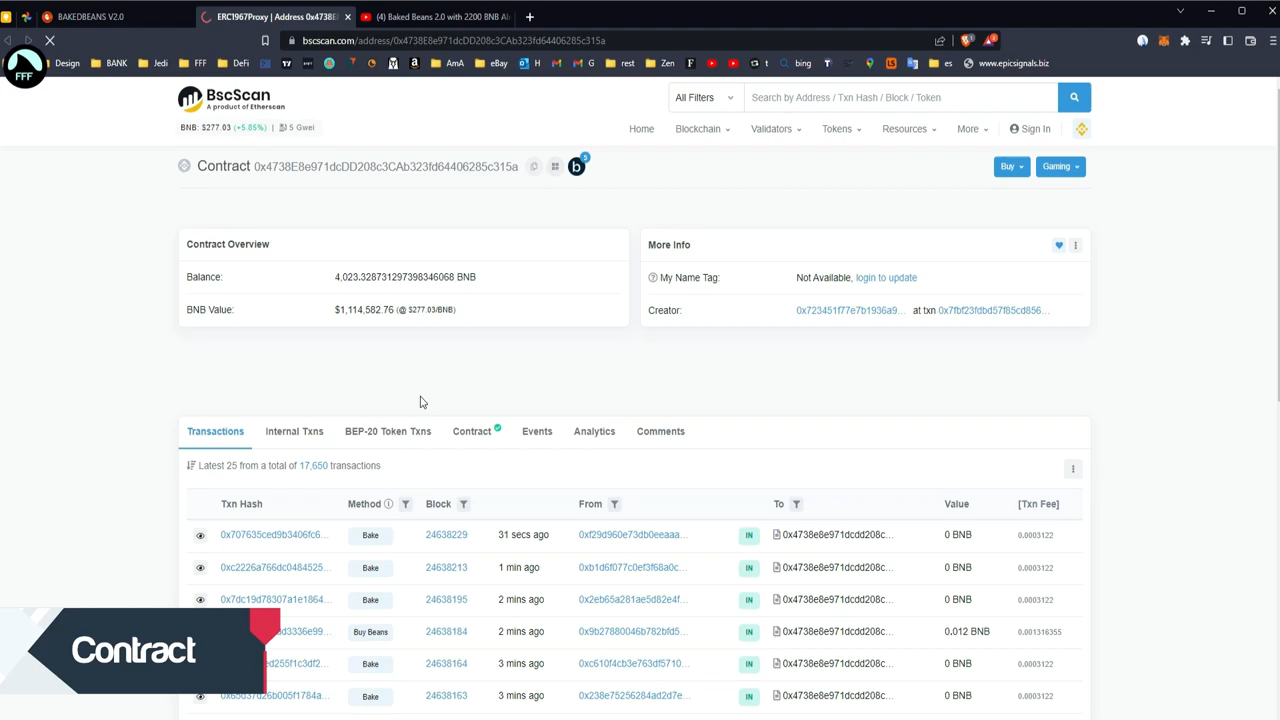 BAKEDBEANS V2.0
ERC1967Proxy | Address 0x4738E
(4) Baked Beans 2.0 with 2200 BNB Al
bscscan.com/address/0x4738E8e971dcDD208c3CAb323fd64406285c315a
FFF
Design
BANK
Jedi
FFF
DeFi
AmA
eBay
H
G
rest
Zen
t
bing
es
www.epicsignals.biz
BscScan
A product of Etherscan
All Filters
Search by Address / Txn Hash / Block / Token
BNB: $277.03 (+5.85%) | 5 Gwei
Home
Blockchain
Validators
Tokens
Resources
More
Sign In
Contract 0x4738E8e971dcDD208c3CAb323fd64406285c315a
5
Buy
Gaming
Contract Overview
Balance: 4,023.328731297398346068 BNB
BNB Value: $1,114,582.76 (@ $277.03/BNB)
More Info
My Name Tag: Not Available, login to update
Creator: 0x723451f77e7b1936a9... at txn 0x7fbf23fdbd57f85cd856...
Transactions
Internal Txns
BEP-20 Token Txns
Contract
Events
Analytics
Comments
Latest 25 from a total of 17,650 transactions
Txn Hash Method Block From To Value [Txn Fee]
0x707635ced9b3406fc6... Bake 24638229 31 secs ago 0xf29d960e73db0eeaaa... IN 0x4738e8e971dcd208c... 0 BNB 0.0003122
0xc2226a766dc0484525... Bake 24638213 1 min ago 0xb1d6f077c0ef3f68a0c... IN 0x4738e8e971dcdd208c... 0 BNB 0.0003122
0x7dc19d78307a1e1864... Bake 24638195 2 mins ago 0x2eb65a281ae5d82e4f... IN 0x4738e8e971dcdd208c... 0 BNB 0.0003122
d3336e99... Buy Beans 24638184 2 mins ago 0x9b27880046b782bfd5... IN 0x4738e8e971dcdd208c... 0.012 BNB 0.001316355
ed255f1c3df2... Bake 24638164 3 mins ago 0xc610f4cb3e763df5710... IN 0x4738e8e971dcdd208c... 0 BNB 0.0003122
0x65d37d26b005f1784a... Bake 24638163 3 mins ago 0x238e75256284ad2d7e... IN 0x4738e8e971dcdd208c... 0 BNB 0.0003122
Contract